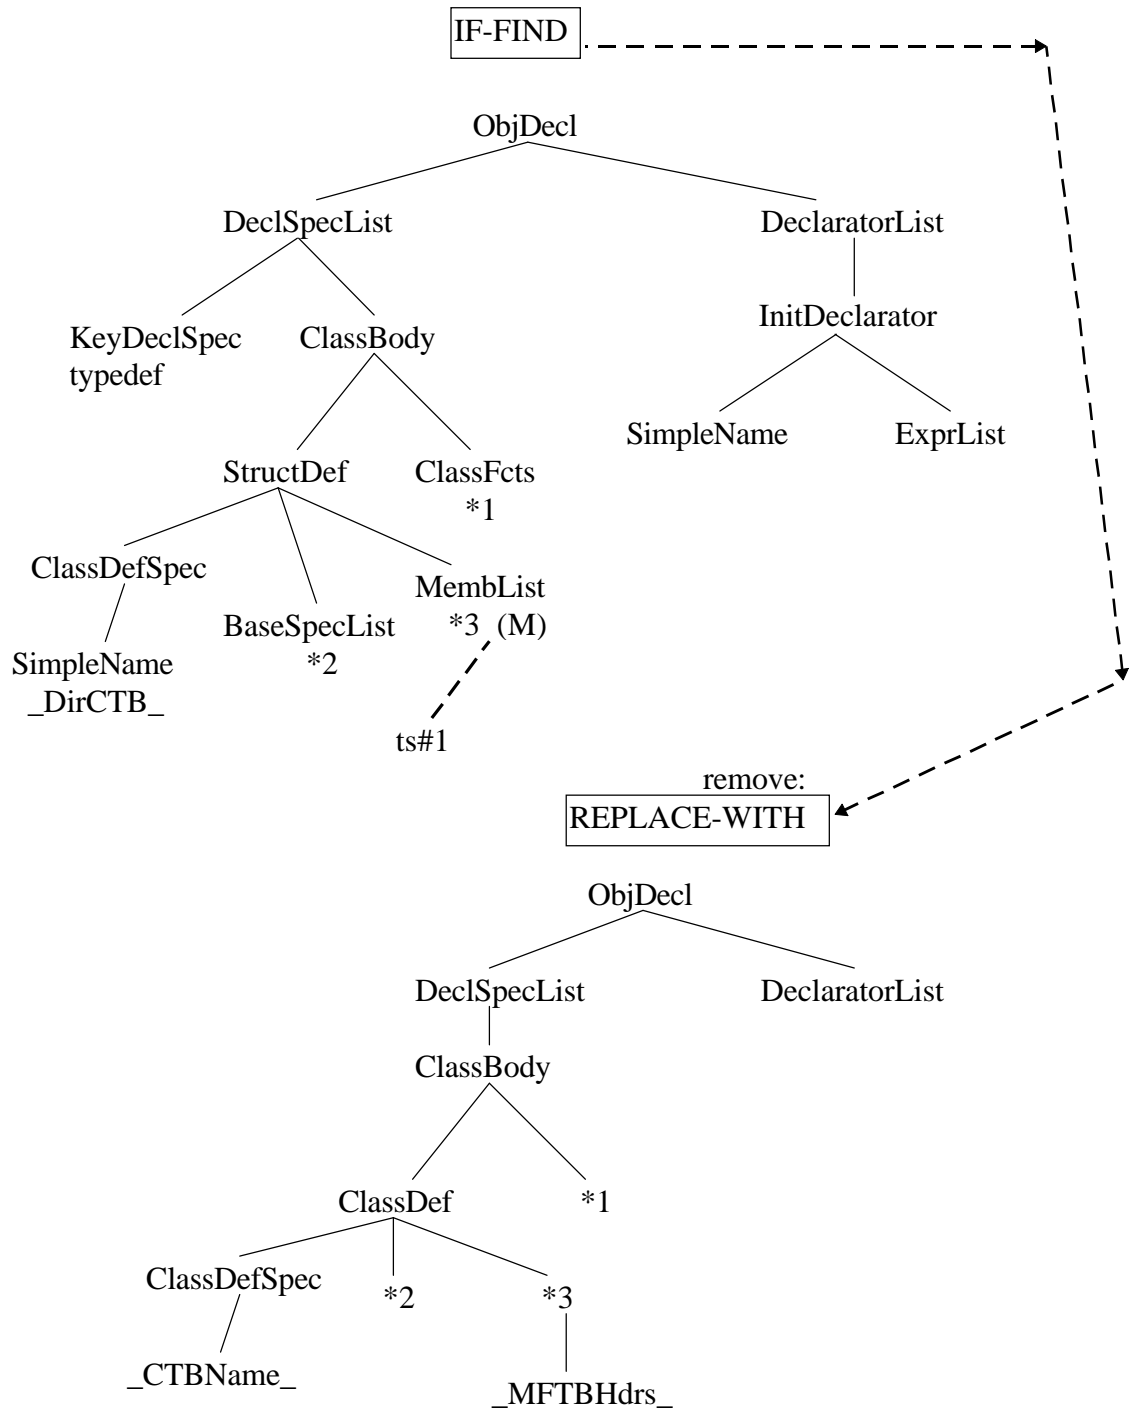 IF-FIND
ObjDecl
DeclSpecList
DeclaratorList
KeyDeclSpec
typedef
ClassBody
InitDeclarator
SimpleName
ExprList
StructDef
ClassFcts
*1
ClassDefSpec
MembList
*3 (M)
BaseSpecList
*2
SimpleName
_DirCTB_
ts#1
remove:
REPLACE-WITH
ObjDecl
DeclSpecList
DeclaratorList
ClassBody
ClassDef
*1
ClassDefSpec
*2
*3
_CTBName_
_MFTBHdrs_